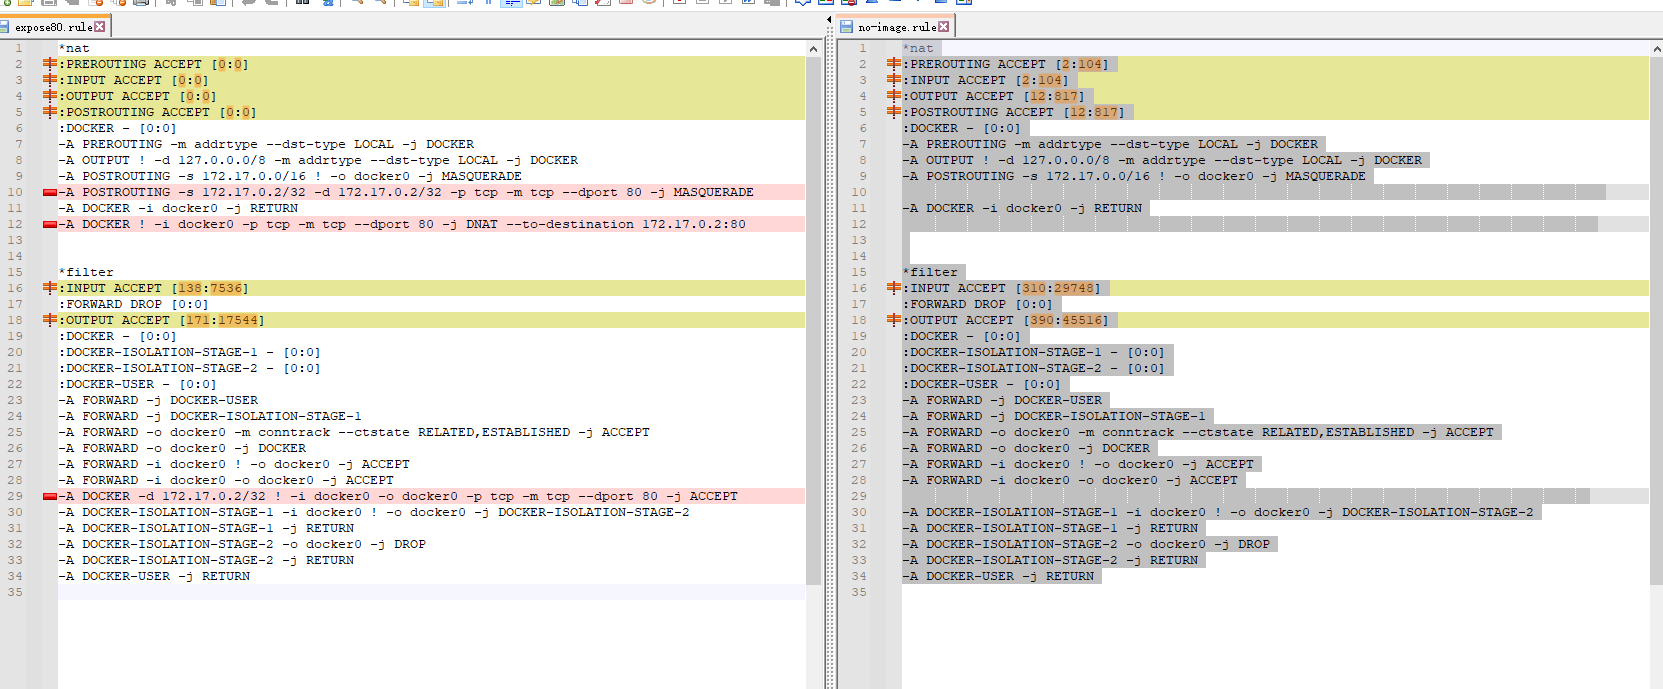 expose80.rule
1 *nat
2 :PREROUTING ACCEPT [0:0]
3 :INPUT ACCEPT [0:0]
4 :OUTPUT ACCEPT [0:0]
5 :POSTROUTING ACCEPT [0:0]
6 :DOCKER - [0:0]
7 -A PREROUTING -m addrtype --dst-type LOCAL -j DOCKER
8 -A OUTPUT ! -d 127.0.0.0/8 -m addrtype --dst-type LOCAL -j DOCKER
9 -A POSTROUTING -s 172.17.0.0/16 ! -o docker0 -j MASQUERADE
10 -A POSTROUTING -s 172.17.0.2/32 -d 172.17.0.2/32 -p tcp -m tcp --dport 80 -j MASQUERADE
11 -A DOCKER -i docker0 -j RETURN
12 -A DOCKER ! -i docker0 -p tcp -m tcp --dport 80 -j DNAT --to-destination 172.17.0.2:80
13
14
15 *filter
16 :INPUT ACCEPT [138:7536]
17 :FORWARD DROP [0:0]
18 :OUTPUT ACCEPT [171:17544]
19 :DOCKER - [0:0]
20 :DOCKER-ISOLATION-STAGE-1 - [0:0]
21 :DOCKER-ISOLATION-STAGE-2 - [0:0]
22 :DOCKER-USER - [0:0]
23 -A FORWARD -j DOCKER-USER
24 -A FORWARD -j DOCKER-ISOLATION-STAGE-1
25 -A FORWARD -o docker0 -m conntrack --ctstate RELATED,ESTABLISHED -j ACCEPT
26 -A FORWARD -o docker0 -j DOCKER
27 -A FORWARD -i docker0 ! -o docker0 -j ACCEPT
28 -A FORWARD -i docker0 -o docker0 -j ACCEPT
29 -A DOCKER -d 172.17.0.2/32 ! -i docker0 -o docker0 -p tcp -m tcp --dport 80 -j ACCEPT
30 -A DOCKER-ISOLATION-STAGE-1 -i docker0 ! -o docker0 -j DOCKER-ISOLATION-STAGE-2
31 -A DOCKER-ISOLATION-STAGE-1 -j RETURN
32 -A DOCKER-ISOLATION-STAGE-2 -o docker0 -j DROP
33 -A DOCKER-ISOLATION-STAGE-2 -j RETURN
34 -A DOCKER-USER -j RETURN
35
no-image.rule
1 *nat
2 :PREROUTING ACCEPT [2:104]
3 :INPUT ACCEPT [2:104]
4 :OUTPUT ACCEPT [12:817]
5 :POSTROUTING ACCEPT [12:817]
6 :DOCKER - [0:0]
7 -A PREROUTING -m addrtype --dst-type LOCAL -j DOCKER
8 -A OUTPUT ! -d 127.0.0.0/8 -m addrtype --dst-type LOCAL -j DOCKER
9 -A POSTROUTING -s 172.17.0.0/16 ! -o docker0 -j MASQUERADE
10
11 -A DOCKER -i docker0 -j RETURN
12
13
14
15 *filter
16 :INPUT ACCEPT [310:29748]
17 :FORWARD DROP [0:0]
18 :OUTPUT ACCEPT [390:45516]
19 :DOCKER - [0:0]
20 :DOCKER-ISOLATION-STAGE-1 - [0:0]
21 :DOCKER-ISOLATION-STAGE-2 - [0:0]
22 :DOCKER-USER - [0:0]
23 -A FORWARD -j DOCKER-USER
24 -A FORWARD -j DOCKER-ISOLATION-STAGE-1
25 -A FORWARD -o docker0 -m conntrack --ctstate RELATED,ESTABLISHED -j ACCEPT
26 -A FORWARD -o docker0 -j DOCKER
27 -A FORWARD -i docker0 ! -o docker0 -j ACCEPT
28 -A FORWARD -i docker0 -o docker0 -j ACCEPT
29
30 -A DOCKER-ISOLATION-STAGE-1 -i docker0 ! -o docker0 -j DOCKER-ISOLATION-STAGE-2
31 -A DOCKER-ISOLATION-STAGE-1 -j RETURN
32 -A DOCKER-ISOLATION-STAGE-2 -o docker0 -j DROP
33 -A DOCKER-ISOLATION-STAGE-2 -j RETURN
34 -A DOCKER-USER -j RETURN
35